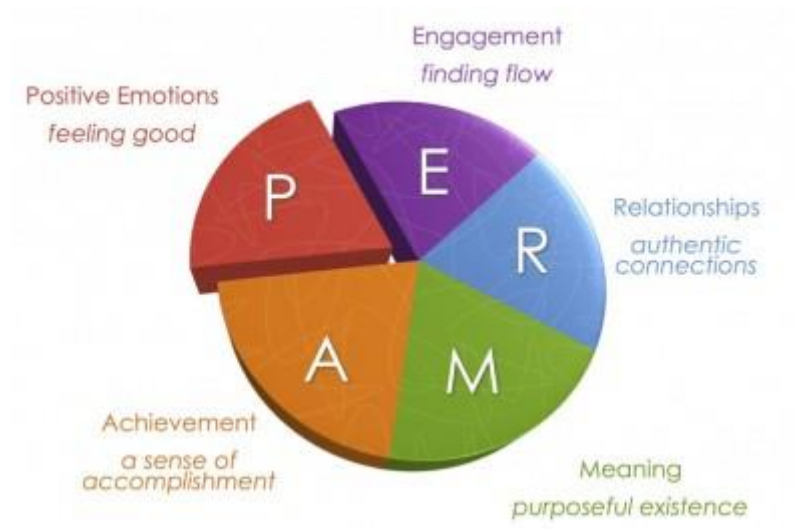 Engagement
finding flow
Positive Emotions
feeling good
P
E
Relationships
authentic
connections
R
A
M
Achievement
a sense of
accomplishment
Meaning
purposeful existence